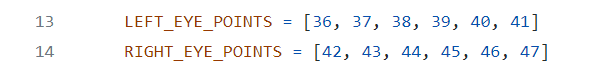 13 LEFT_EYE_POINTS = [36, 37, 38, 39, 40, 41]
14 RIGHT_EYE_POINTS = [42, 43, 44, 45, 46, 47]